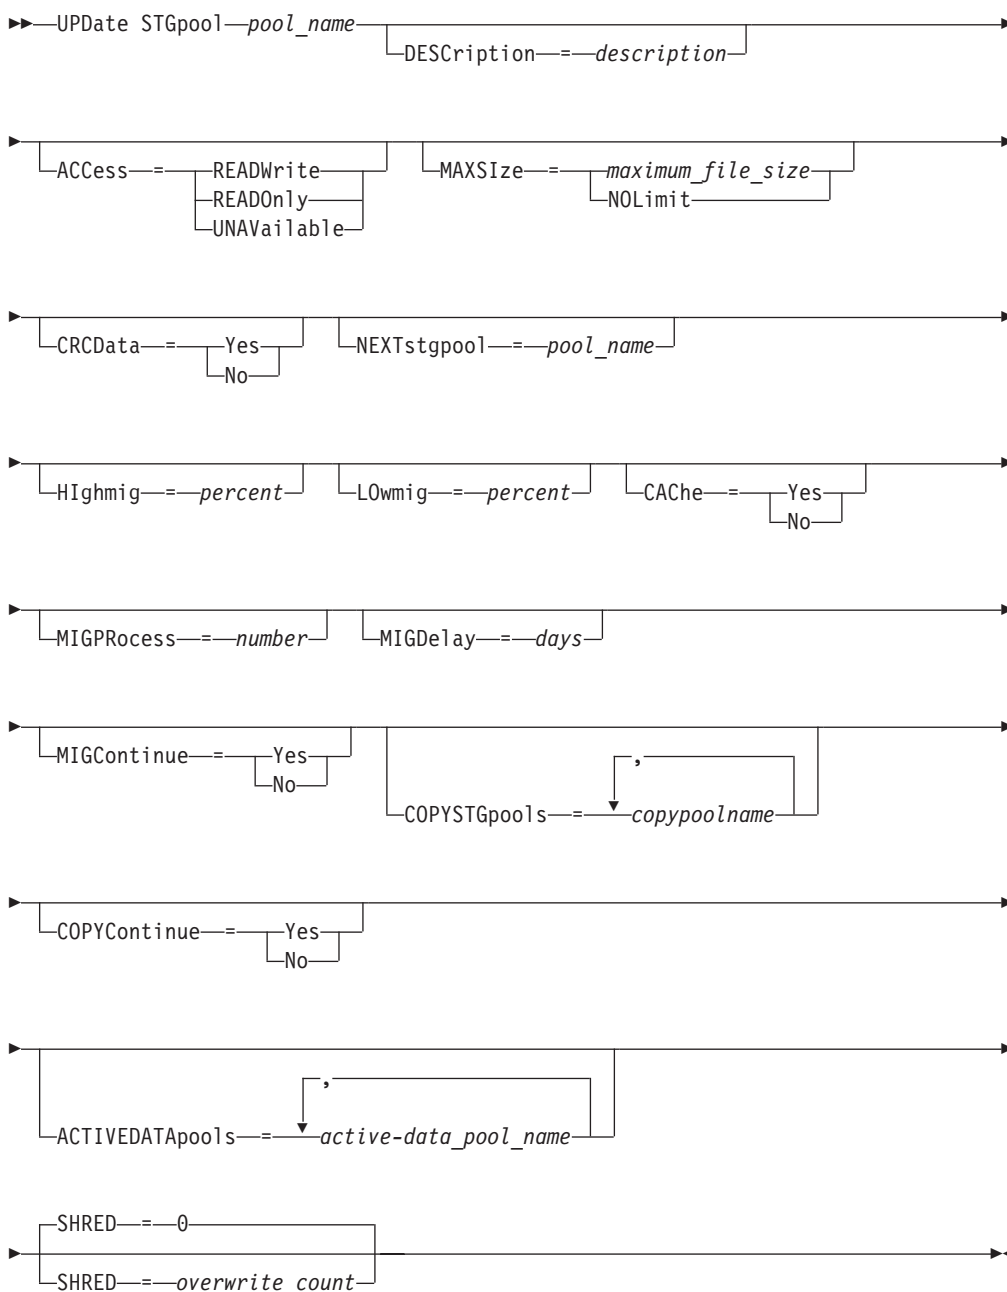 UPDate STGpool pool_name
DESCription = description
ACCess = READWrite
READOnly
UNAVailable
MAXSIze = maximum_file_size
NOLimit
CRCData = Yes
No
NEXTstgpool = pool_name
HIghmig = percent
LOwmig = percent
CAChe = Yes
No
MIGPRocess = number
MIGDelay = days
MIGContinue = Yes
No
,
COPYSTGpools = copypoolname
COPYContinue = Yes
No
,
ACTIVEDATApools = active-data_pool_name
SHRED = 0
SHRED = overwrite count